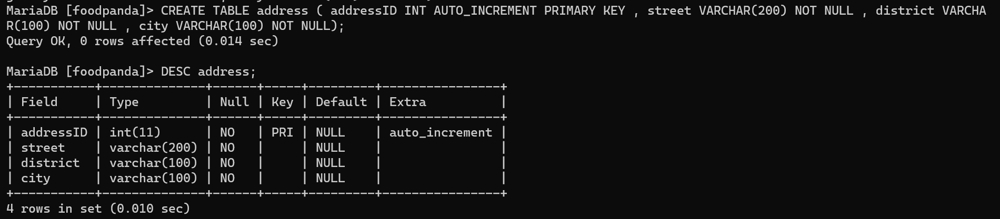 MariaDB [foodpanda]> CREATE TABLE address ( addressID INT AUTO_INCREMENT PRIMARY KEY , street VARCHAR(200) NOT NULL , district VARCHA
R(100) NOT NULL , city VARCHAR(100) NOT NULL);
Query OK, 0 rows affected (0.014 sec)

MariaDB [foodpanda]> DESC address;
+-----------+--------------+------+-----+---------+----------------+
| Field     | Type         | Null | Key | Default | Extra          |
+-----------+--------------+------+-----+---------+----------------+
| addressID | int(11)      | NO   | PRI | NULL    | auto_increment |
| street    | varchar(200) | NO   |     | NULL    |                |
| district  | varchar(100) | NO   |     | NULL    |                |
| city      | varchar(100) | NO   |     | NULL    |                |
+-----------+--------------+------+-----+---------+----------------+
4 rows in set (0.010 sec)